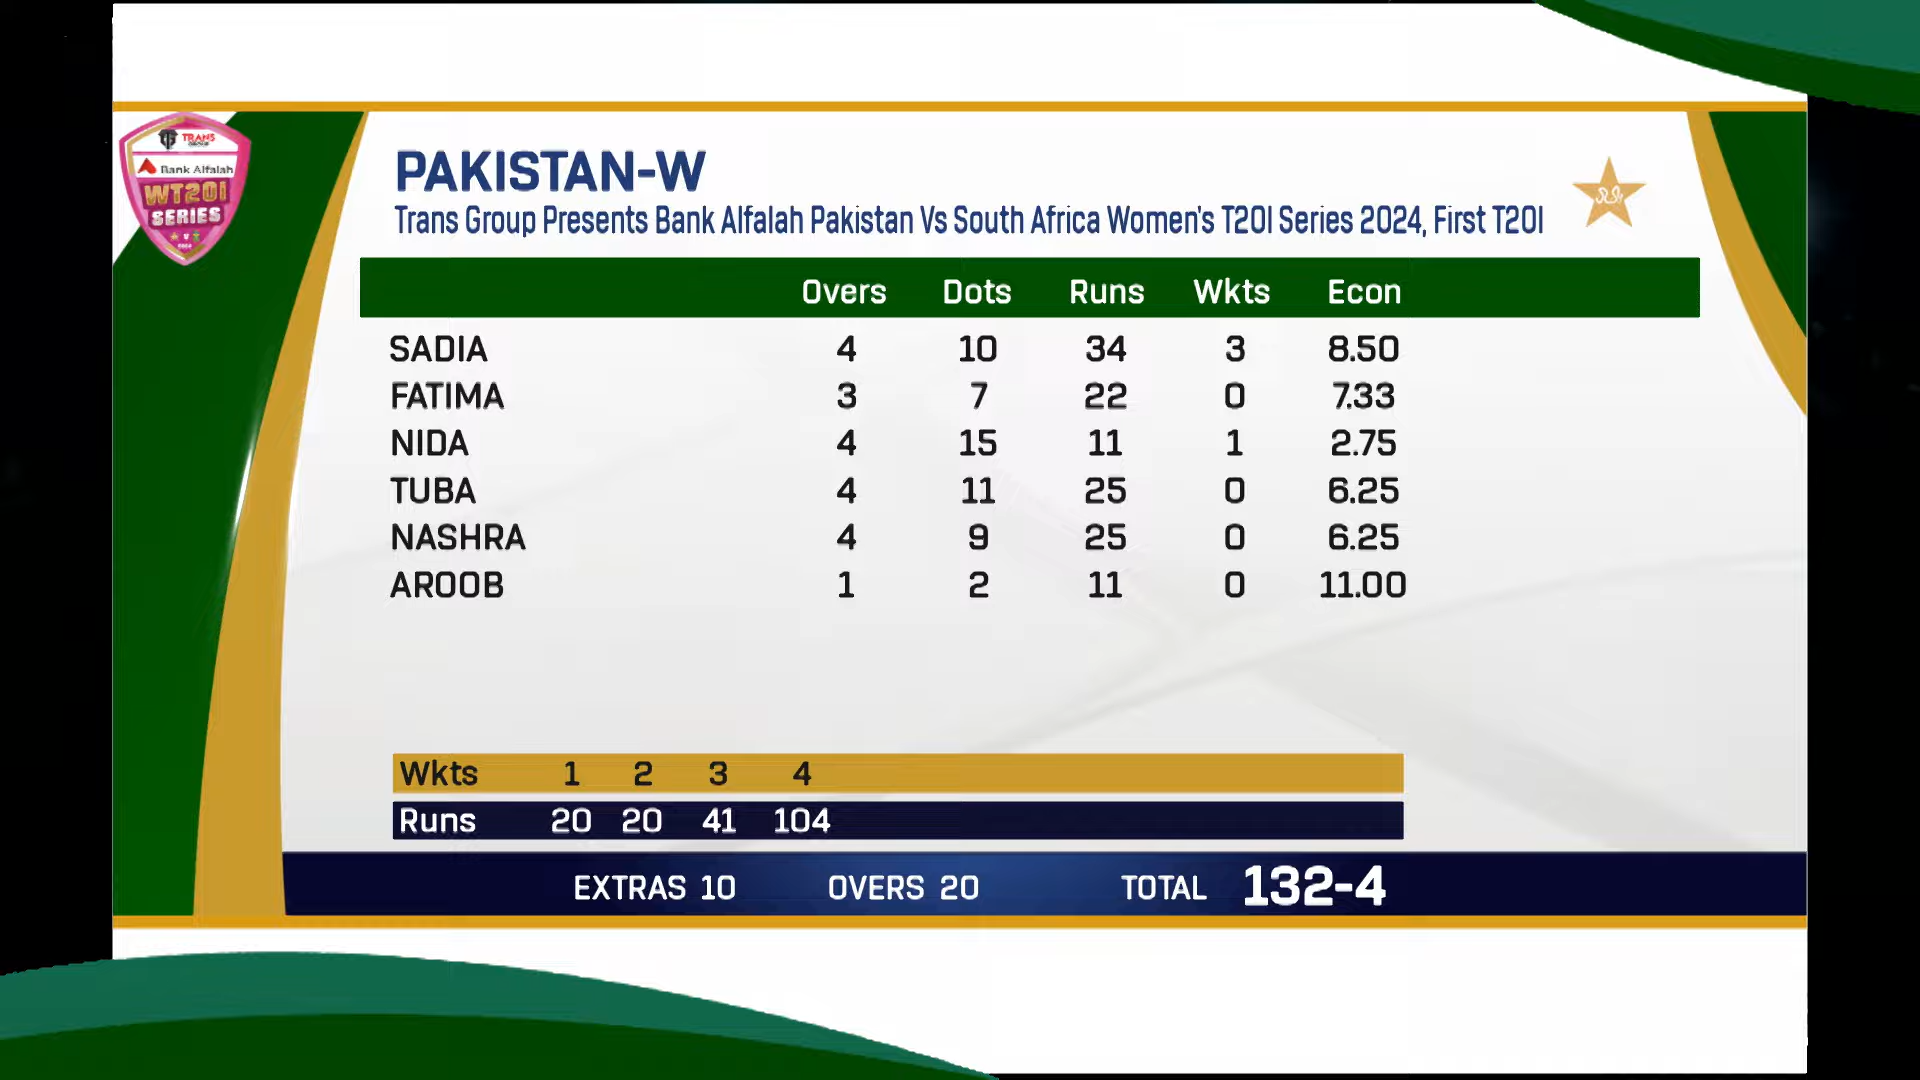 TRANS
Bank Alfalah
WT20I
SERIES
PAKISTAN-W
Trans Group Presents Bank Alfalah Pakistan Vs South Africa Women's T20I Series 2024, First T20I
Overs Dots Runs Wkts Econ
SADIA 4 10 34 3 8.50
FATIMA 3 7 22 0 7.33
NIDA 4 15 11 1 2.75
TUBA 4 11 25 0 6.25
NASHRA 4 9 25 0 6.25
AROOB 1 2 11 0 11.00
Wkts 1 2 3 4
Runs 20 20 41 104
EXTRAS 10 OVERS 20 TOTAL 132-4